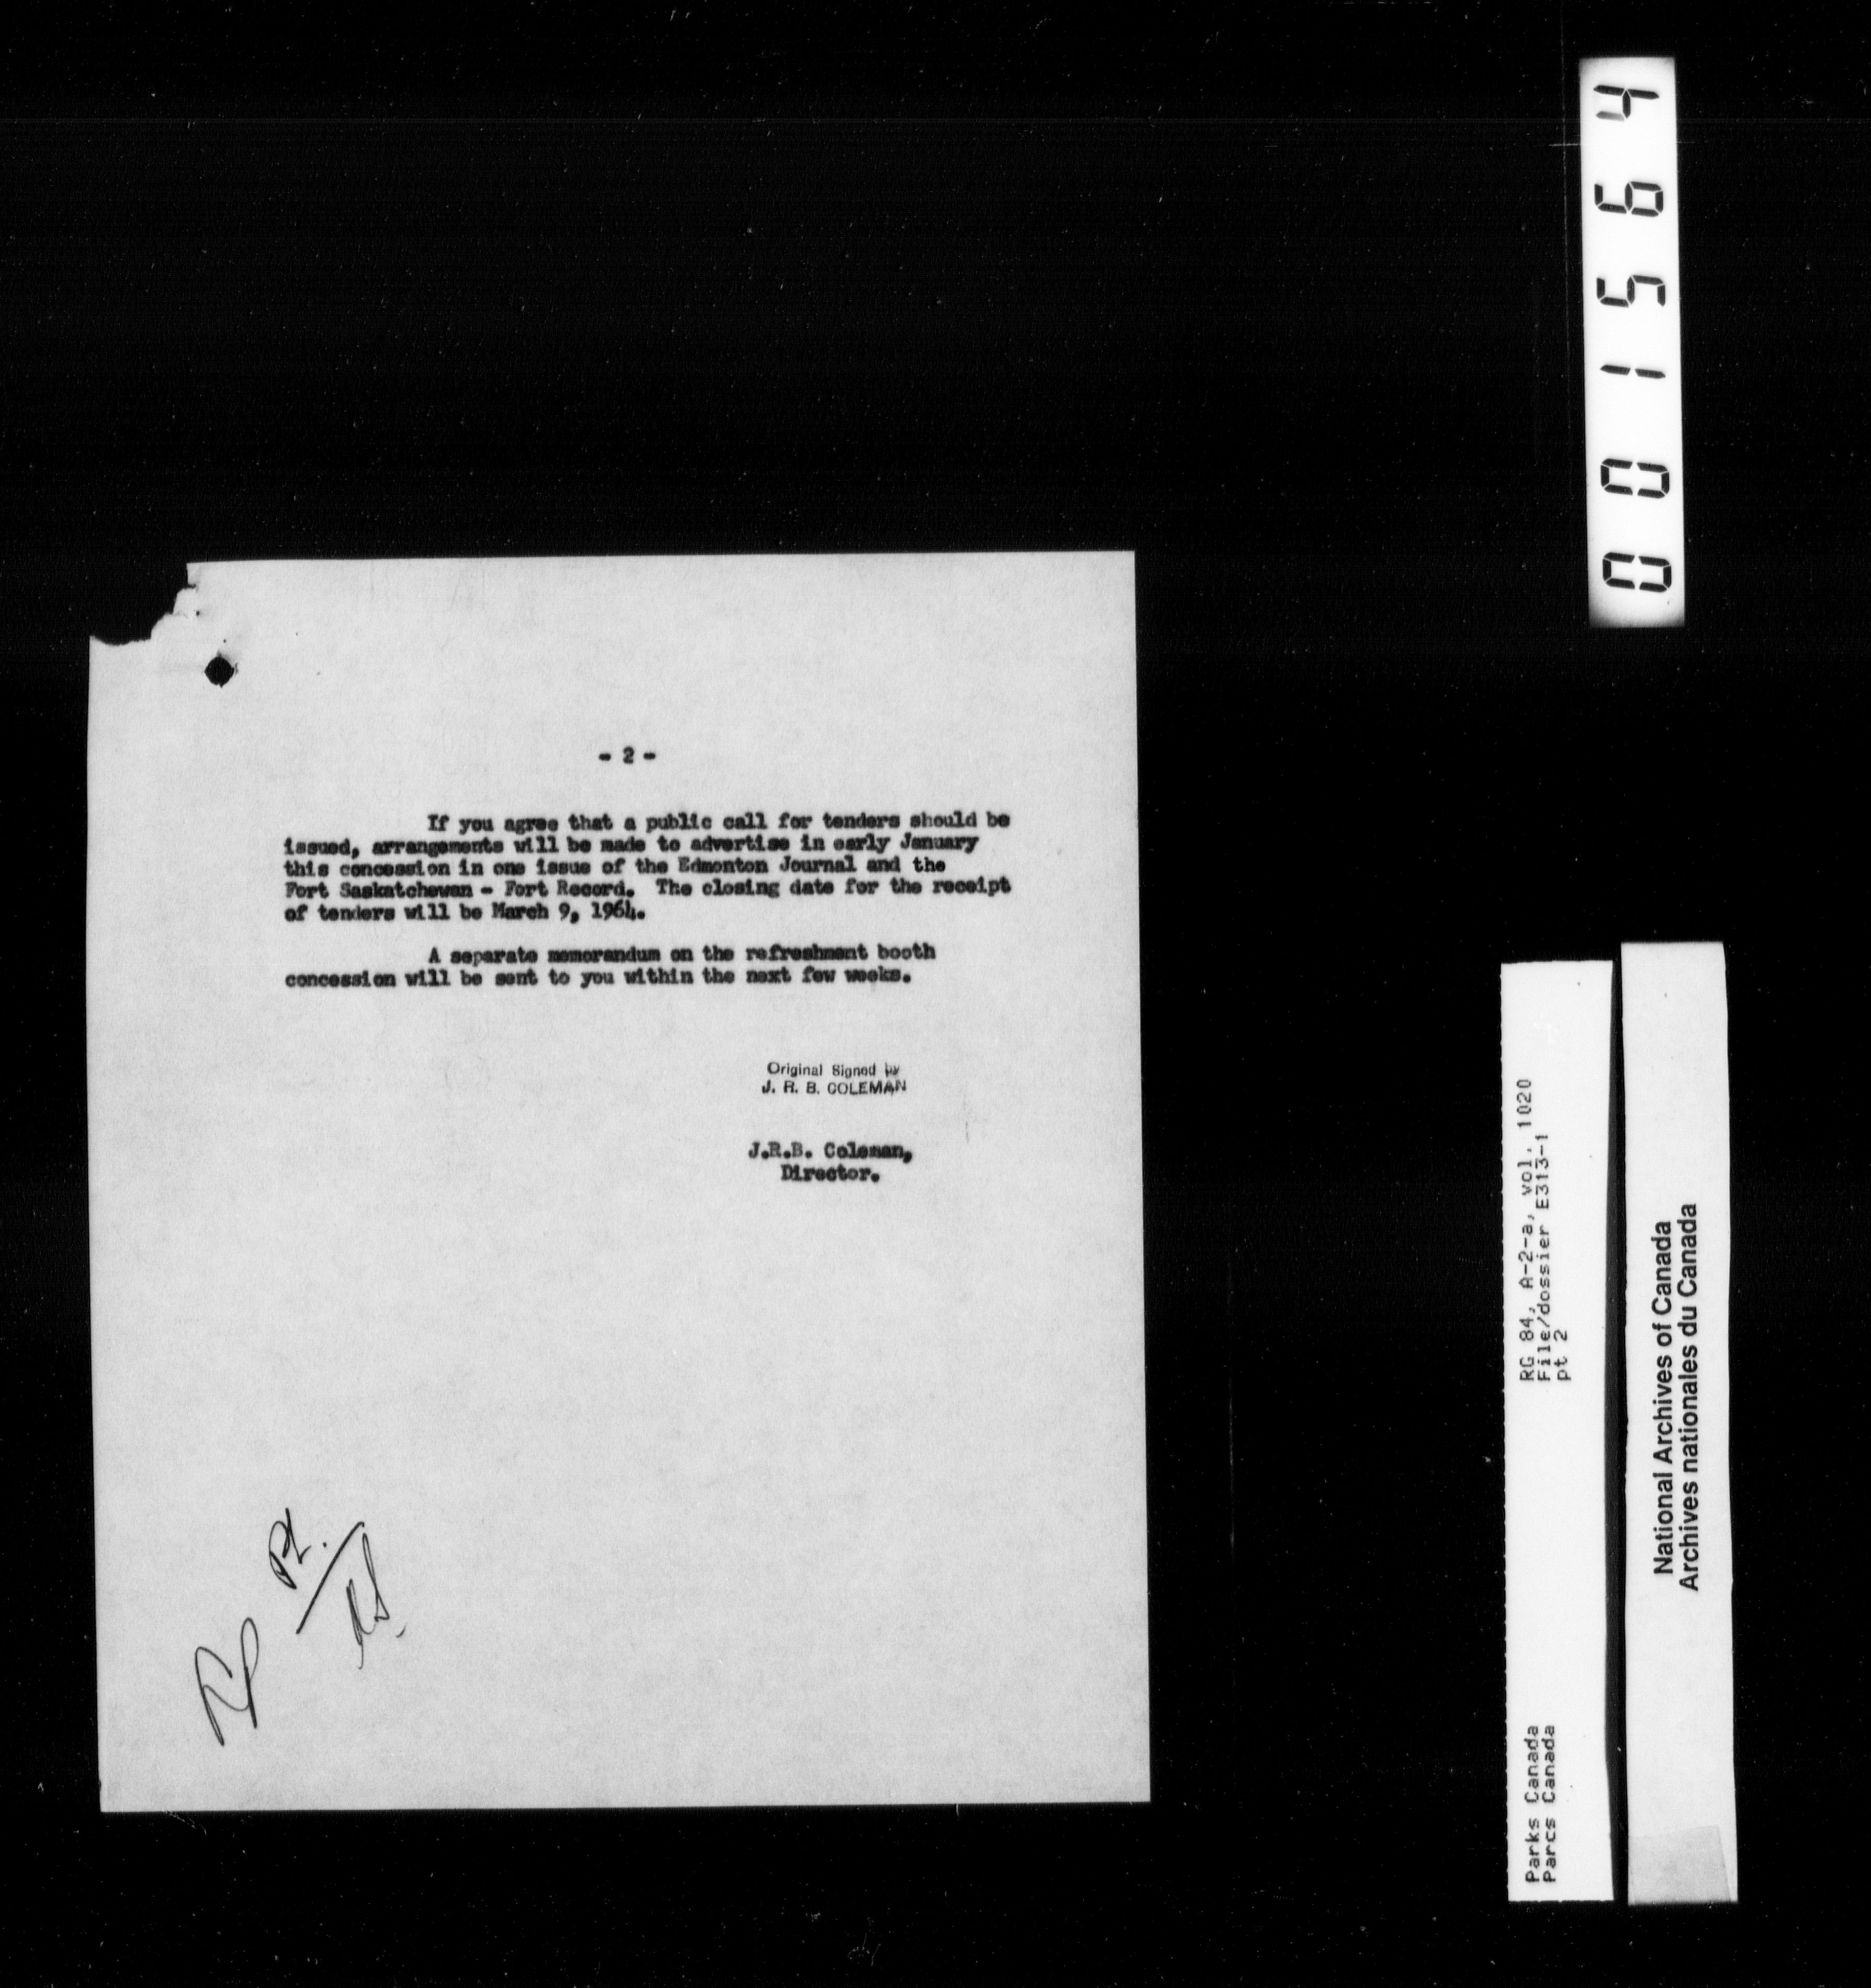 - 2 -
If you agree that a public call for tenders should be
issued, arrangements will be made to advertise in early January
this concession in one issue of the Edmonton Journal and the
Fort Saskatchewan - Fort Record. The closing date for the receipt
of tenders will be March 9, 1964.
A separate memorandum on the refreshment booth
concession will be sent to you within the next few weeks.
Original Signed by
J. R. B. COLEMAN
J.R.B. Coleman,
Director.
001564
RG 84, A-2-a, vol. 1020
File/dossier E313-1
pt 2
Parks Canada
Parcs Canada
National Archives of Canada
Archives nationales du Canada